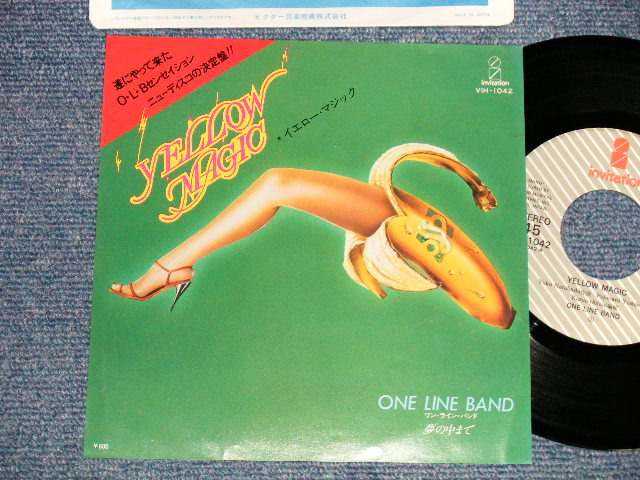 ビクター音楽産業株式会社
MADE IN JAPAN
遂にやって来た
O・L・Bセンセイション
ニューディスコの決定盤!!
YELLOW
MAGIC
*イエロー・マジック
invitation
VIH-1042
ONE LINE BAND
ワン・ライン・バンド
夢の中まで
¥600
invitation
STEREO
45
1042
YELLOW MAGIC
ONE LINE BAND